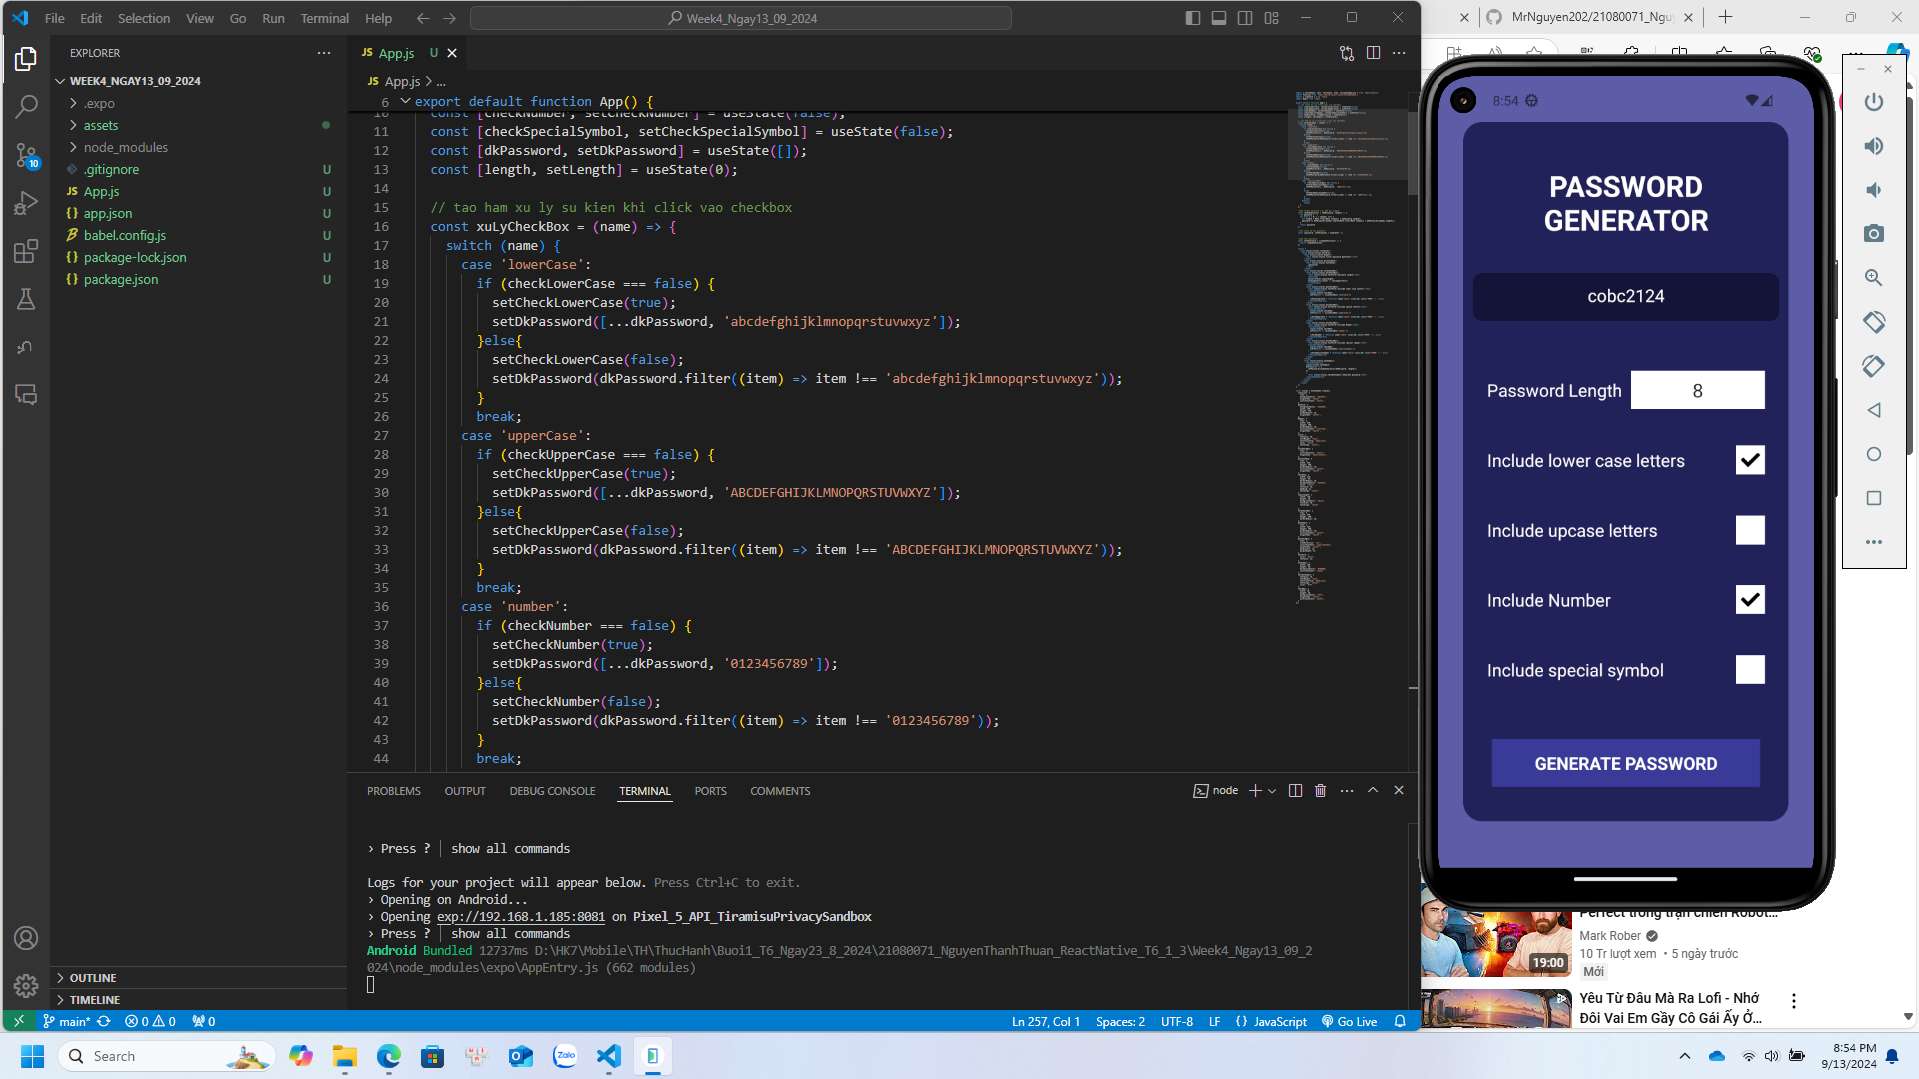 File Edit Selection View Go Run Terminal Help
Week4_Ngay13_09_2024
EXPLORER
WEEK4_NGAY13_09_2024
.expo
assets
node_modules
.gitignore U
JS App.js U
{} app.json U
babel.config.js U
{} package-lock.json U
{} package.json U
10
OUTLINE
TIMELINE
JS App.js U
JS App.js > ...
6 export default function App() {
10 const [checkNumber, setCheckNumber] = useState(false);
11 const [checkSpecialSymbol, setCheckSpecialSymbol] = useState(false);
12 const [dkPassword, setDkPassword] = useState([]);
13 const [length, setLength] = useState(0);
14
15 // tao ham xu ly su kien khi click vao checkbox
16 const xuLyCheckBox = (name) => {
17 switch (name) {
18 case 'lowerCase':
19 if (checkLowerCase === false) {
20 setCheckLowerCase(true);
21 setDkPassword([...dkPassword, 'abcdefghijklmnopqrstuvwxyz']);
22 }else{
23 setCheckLowerCase(false);
24 setDkPassword(dkPassword.filter((item) => item !== 'abcdefghijklmnopqrstuvwxyz'));
25 }
26 break;
27 case 'upperCase':
28 if (checkUpperCase === false) {
29 setCheckUpperCase(true);
30 setDkPassword([...dkPassword, 'ABCDEFGHIJKLMNOPQRSTUVWXYZ']);
31 }else{
32 setCheckUpperCase(false);
33 setDkPassword(dkPassword.filter((item) => item !== 'ABCDEFGHIJKLMNOPQRSTUVWXYZ'));
34 }
35 break;
36 case 'number':
37 if (checkNumber === false) {
38 setCheckNumber(true);
39 setDkPassword([...dkPassword, '0123456789']);
40 }else{
41 setCheckNumber(false);
42 setDkPassword(dkPassword.filter((item) => item !== '0123456789'));
43 }
44 break;
PROBLEMS OUTPUT DEBUG CONSOLE TERMINAL PORTS COMMENTS
node
› Press ? │ show all commands
Logs for your project will appear below. Press Ctrl+C to exit.
› Opening on Android...
› Opening exp://192.168.1.185:8081 on Pixel_5_API_TiramisuPrivacySandbox
› Press ? │ show all commands
Android Bundled 12737ms D:\HK7\Mobile\TH\ThucHanh\Buoi1_T6_Ngay23_8_2024\21080071_NguyenThanhThuan_ReactNative_T6_1_3\Week4_Ngay13_09_2
024\node_modules\expo\AppEntry.js (662 modules)
main* 0 0 0
Ln 257, Col 1 Spaces: 2 UTF-8 LF {} JavaScript Go Live
MrNguyen202/21080071_Ngu
8:54
PASSWORD
GENERATOR
cobc2124
Password Length 8
Include lower case letters
Include upcase letters
Include Number
Include special symbol
GENERATE PASSWORD
Perfect trong trận chiến Robot...
Mark Rober
10 Tr lượt xem • 5 ngày trước
Mới
19:00
Yêu Từ Đâu Mà Ra Lofi - Nhớ
Đôi Vai Em Gầy Cô Gái Ấy Ở...
Search
Zalo
8:54 PM
9/13/2024